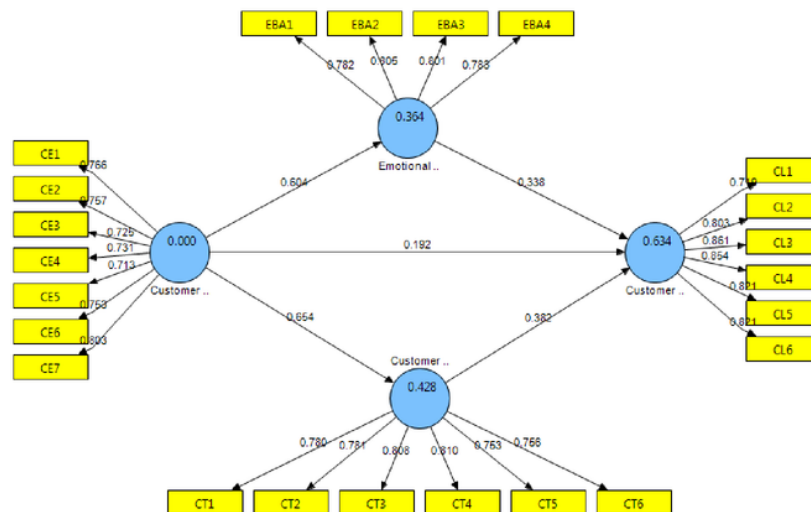 EBA1 EBA2 EBA3 EBA4
0.782 0.805 0.801 0.783
0.364
Emotional ..
CE1
CE2
CE3
CE4
CE5
CE6
CE7
0.766
0.757
0.725
0.731
0.713
0.753
0.803
0.000
Customer ..
0.604
0.338
0.192
0.654
0.382
0.634
Customer ..
CL1
CL2
CL3
CL4
CL5
CL6
0.803
0.861
0.854
0.821
0.821
Customer ..
0.428
0.780 0.781 0.808 0.810 0.753 0.756
CT1 CT2 CT3 CT4 CT5 CT6